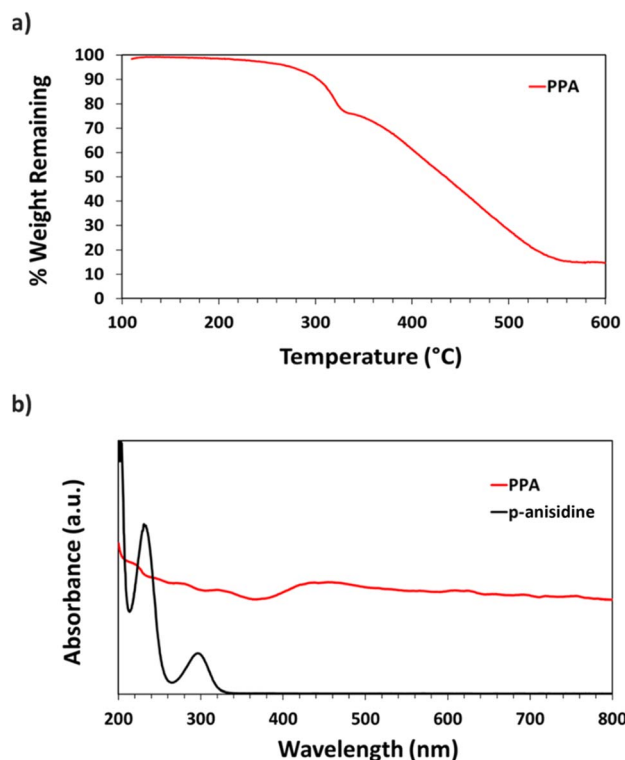 a)
100
90
80
70
60
50
40
30
20
10
0
% Weight Remaining
PPA
100 200 300 400 500 600
Temperature (°C)
b)
Absorbance (a.u.)
PPA
p-anisidine
200 300 400 500 600 700 800
Wavelength (nm)